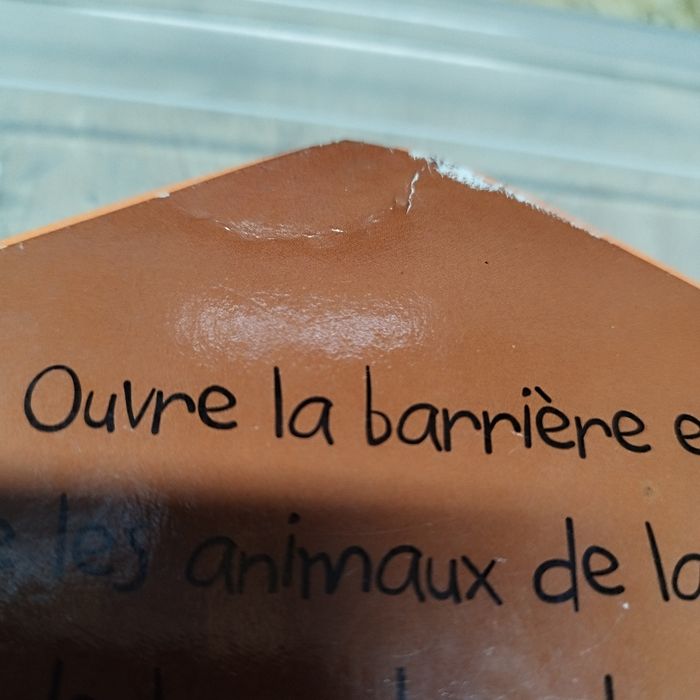 Ouvre la barrière e
les animaux de la